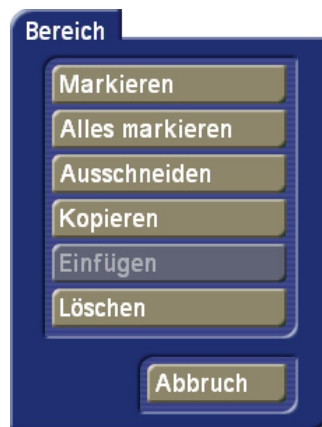 Bereich
Markieren
Alles markieren
Ausschneiden
Kopieren
Einfügen
Löschen
Abbruch